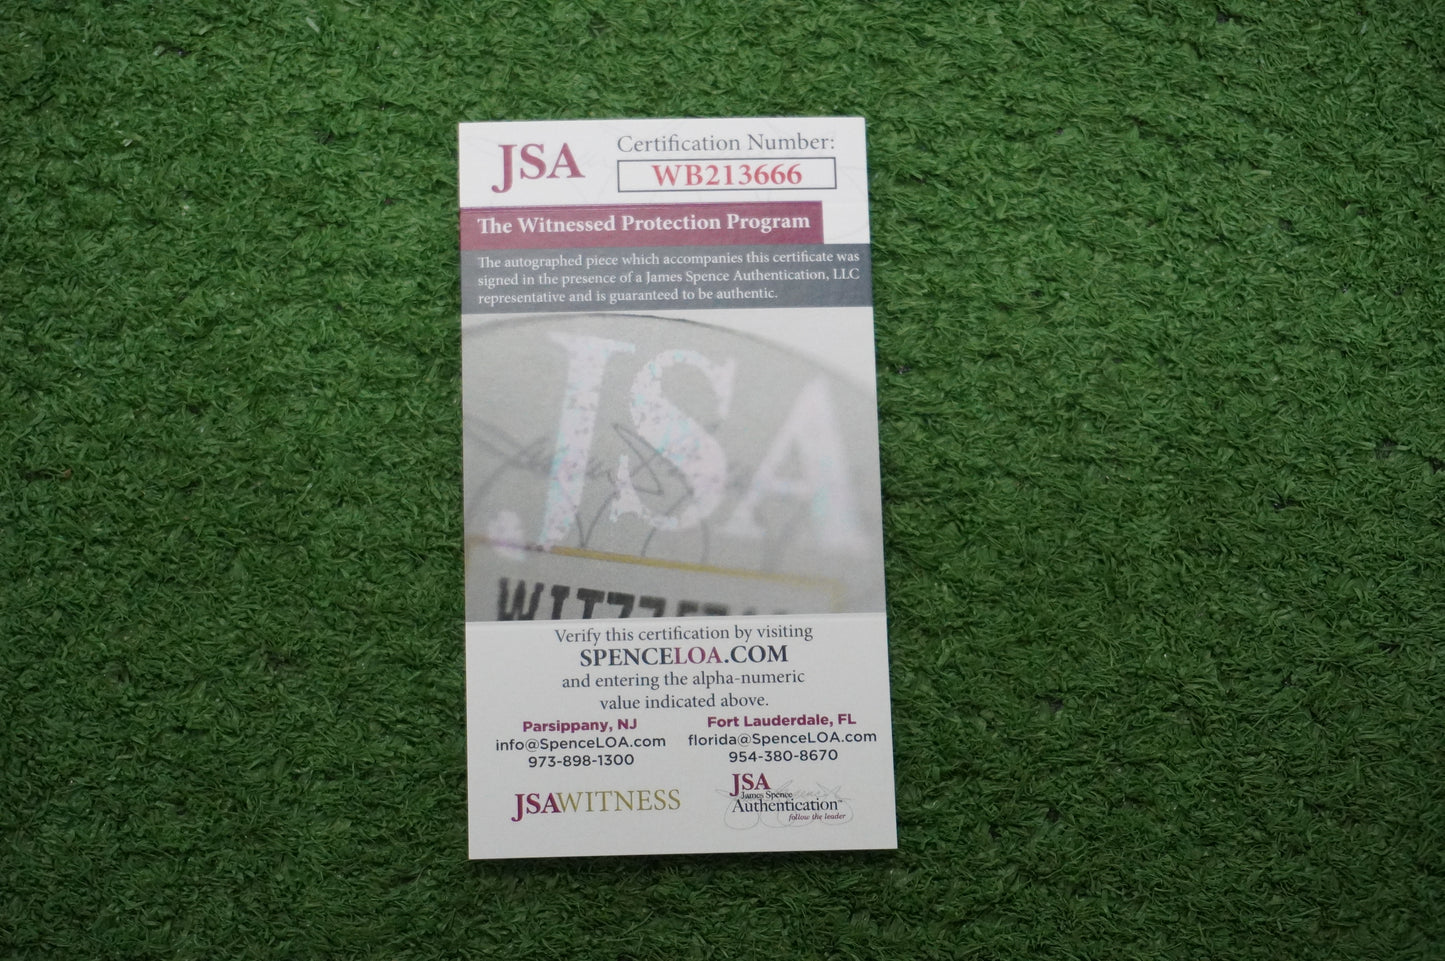 JSA
Certification Number:
WB213666
The Witnessed Protection Program
The autographed piece which accompanies this certificate was
signed in the presence of a James Spence Authentication, LLC
representative and is guaranteed to be authentic.
JSA
Verify this certification by visiting
SPENCELOA.COM
and entering the alpha-numeric
value indicated above.
Parsippany, NJ
info@SpenceLOA.com
973-898-1300
Fort Lauderdale, FL
florida@SpenceLOA.com
954-380-8670
JSAWITNESS
JSA
James Spence
Authentication
follow the leader